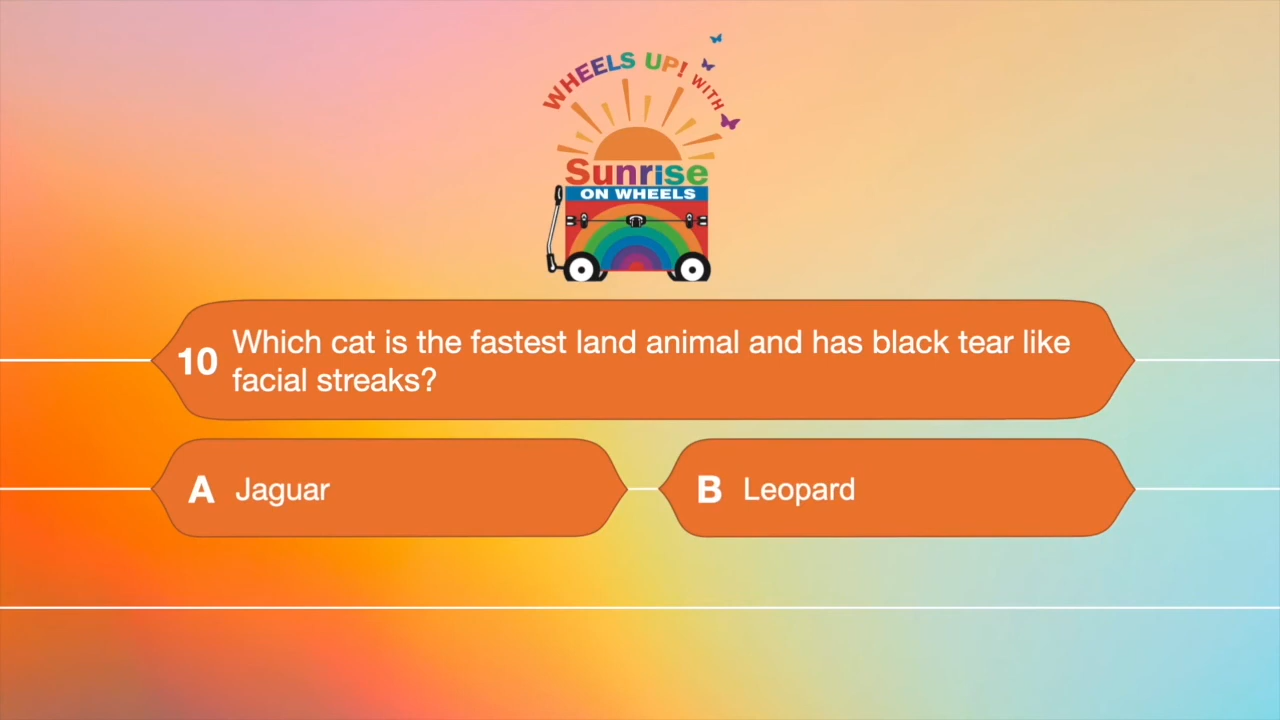 WHEELS UP! WITH
Sunrise
ON WHEELS
10 Which cat is the fastest land animal and has black tear like
facial streaks?
A Jaguar
B Leopard